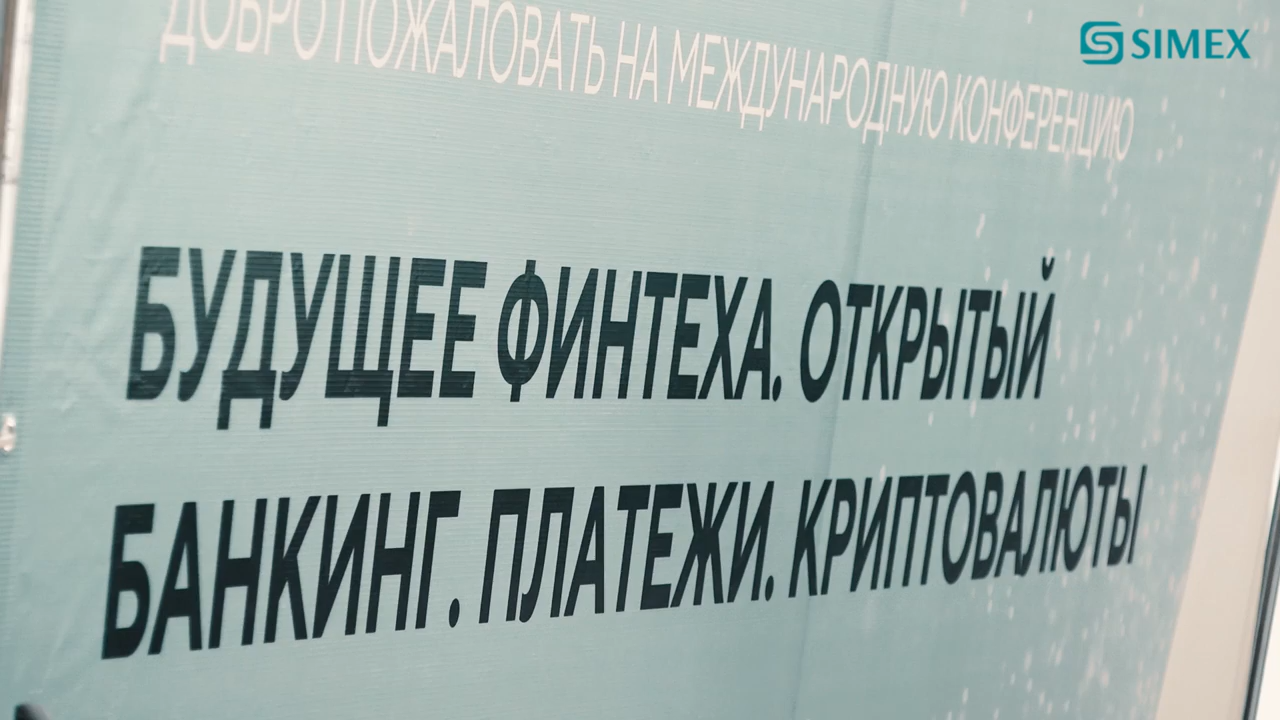 SIMEX
ДОБРО ПОЖАЛОВАТЬ НА МЕЖДУНАРОДНУЮ КОНФЕРЕНЦИЮ
БУДУЩЕЕ ФИНТЕХА. ОТКРЫТЫЙ
БАНКИНГ. ПЛАТЕЖИ. КРИПТОВАЛЮТЫ